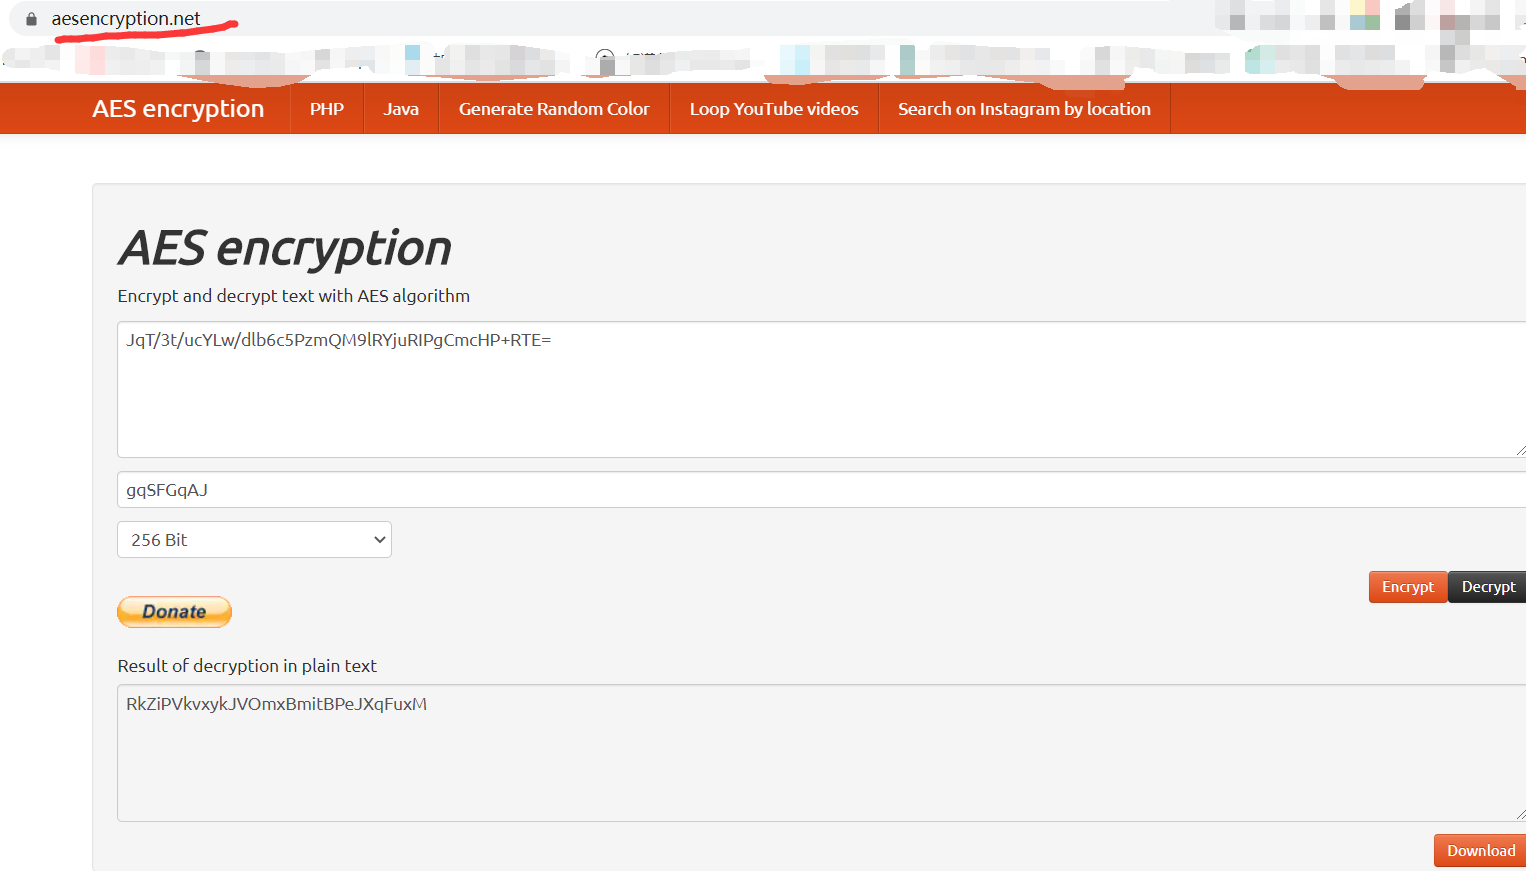 aesencryption.net
AES encryption PHP Java Generate Random Color Loop YouTube videos Search on Instagram by location
AES encryption
Encrypt and decrypt text with AES algorithm
JqT/3t/ucYLw/dlb6c5PzmQM9lRYjuRIPgCmcHP+RTE=
gqSFGqAJ
256 Bit
Encrypt Decrypt
Donate
Result of decryption in plain text
RkZiPVkvxykJVOmxBmitBPeJXqFuxM
Download